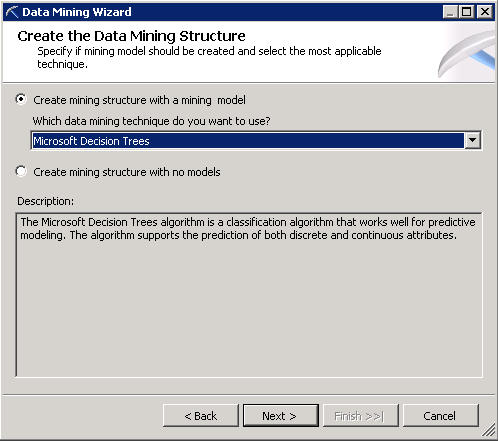 Data Mining Wizard
Create the Data Mining Structure
Specify if mining model should be created and select the most applicable
technique.
Create mining structure with a mining model
Which data mining technique do you want to use?
Microsoft Decision Trees
Create mining structure with no models
Description:
The Microsoft Decision Trees algorithm is a classification algorithm that works well for predictive
modeling. The algorithm supports the prediction of both discrete and continuous attributes.
< Back
Next >
Finish >>|
Cancel